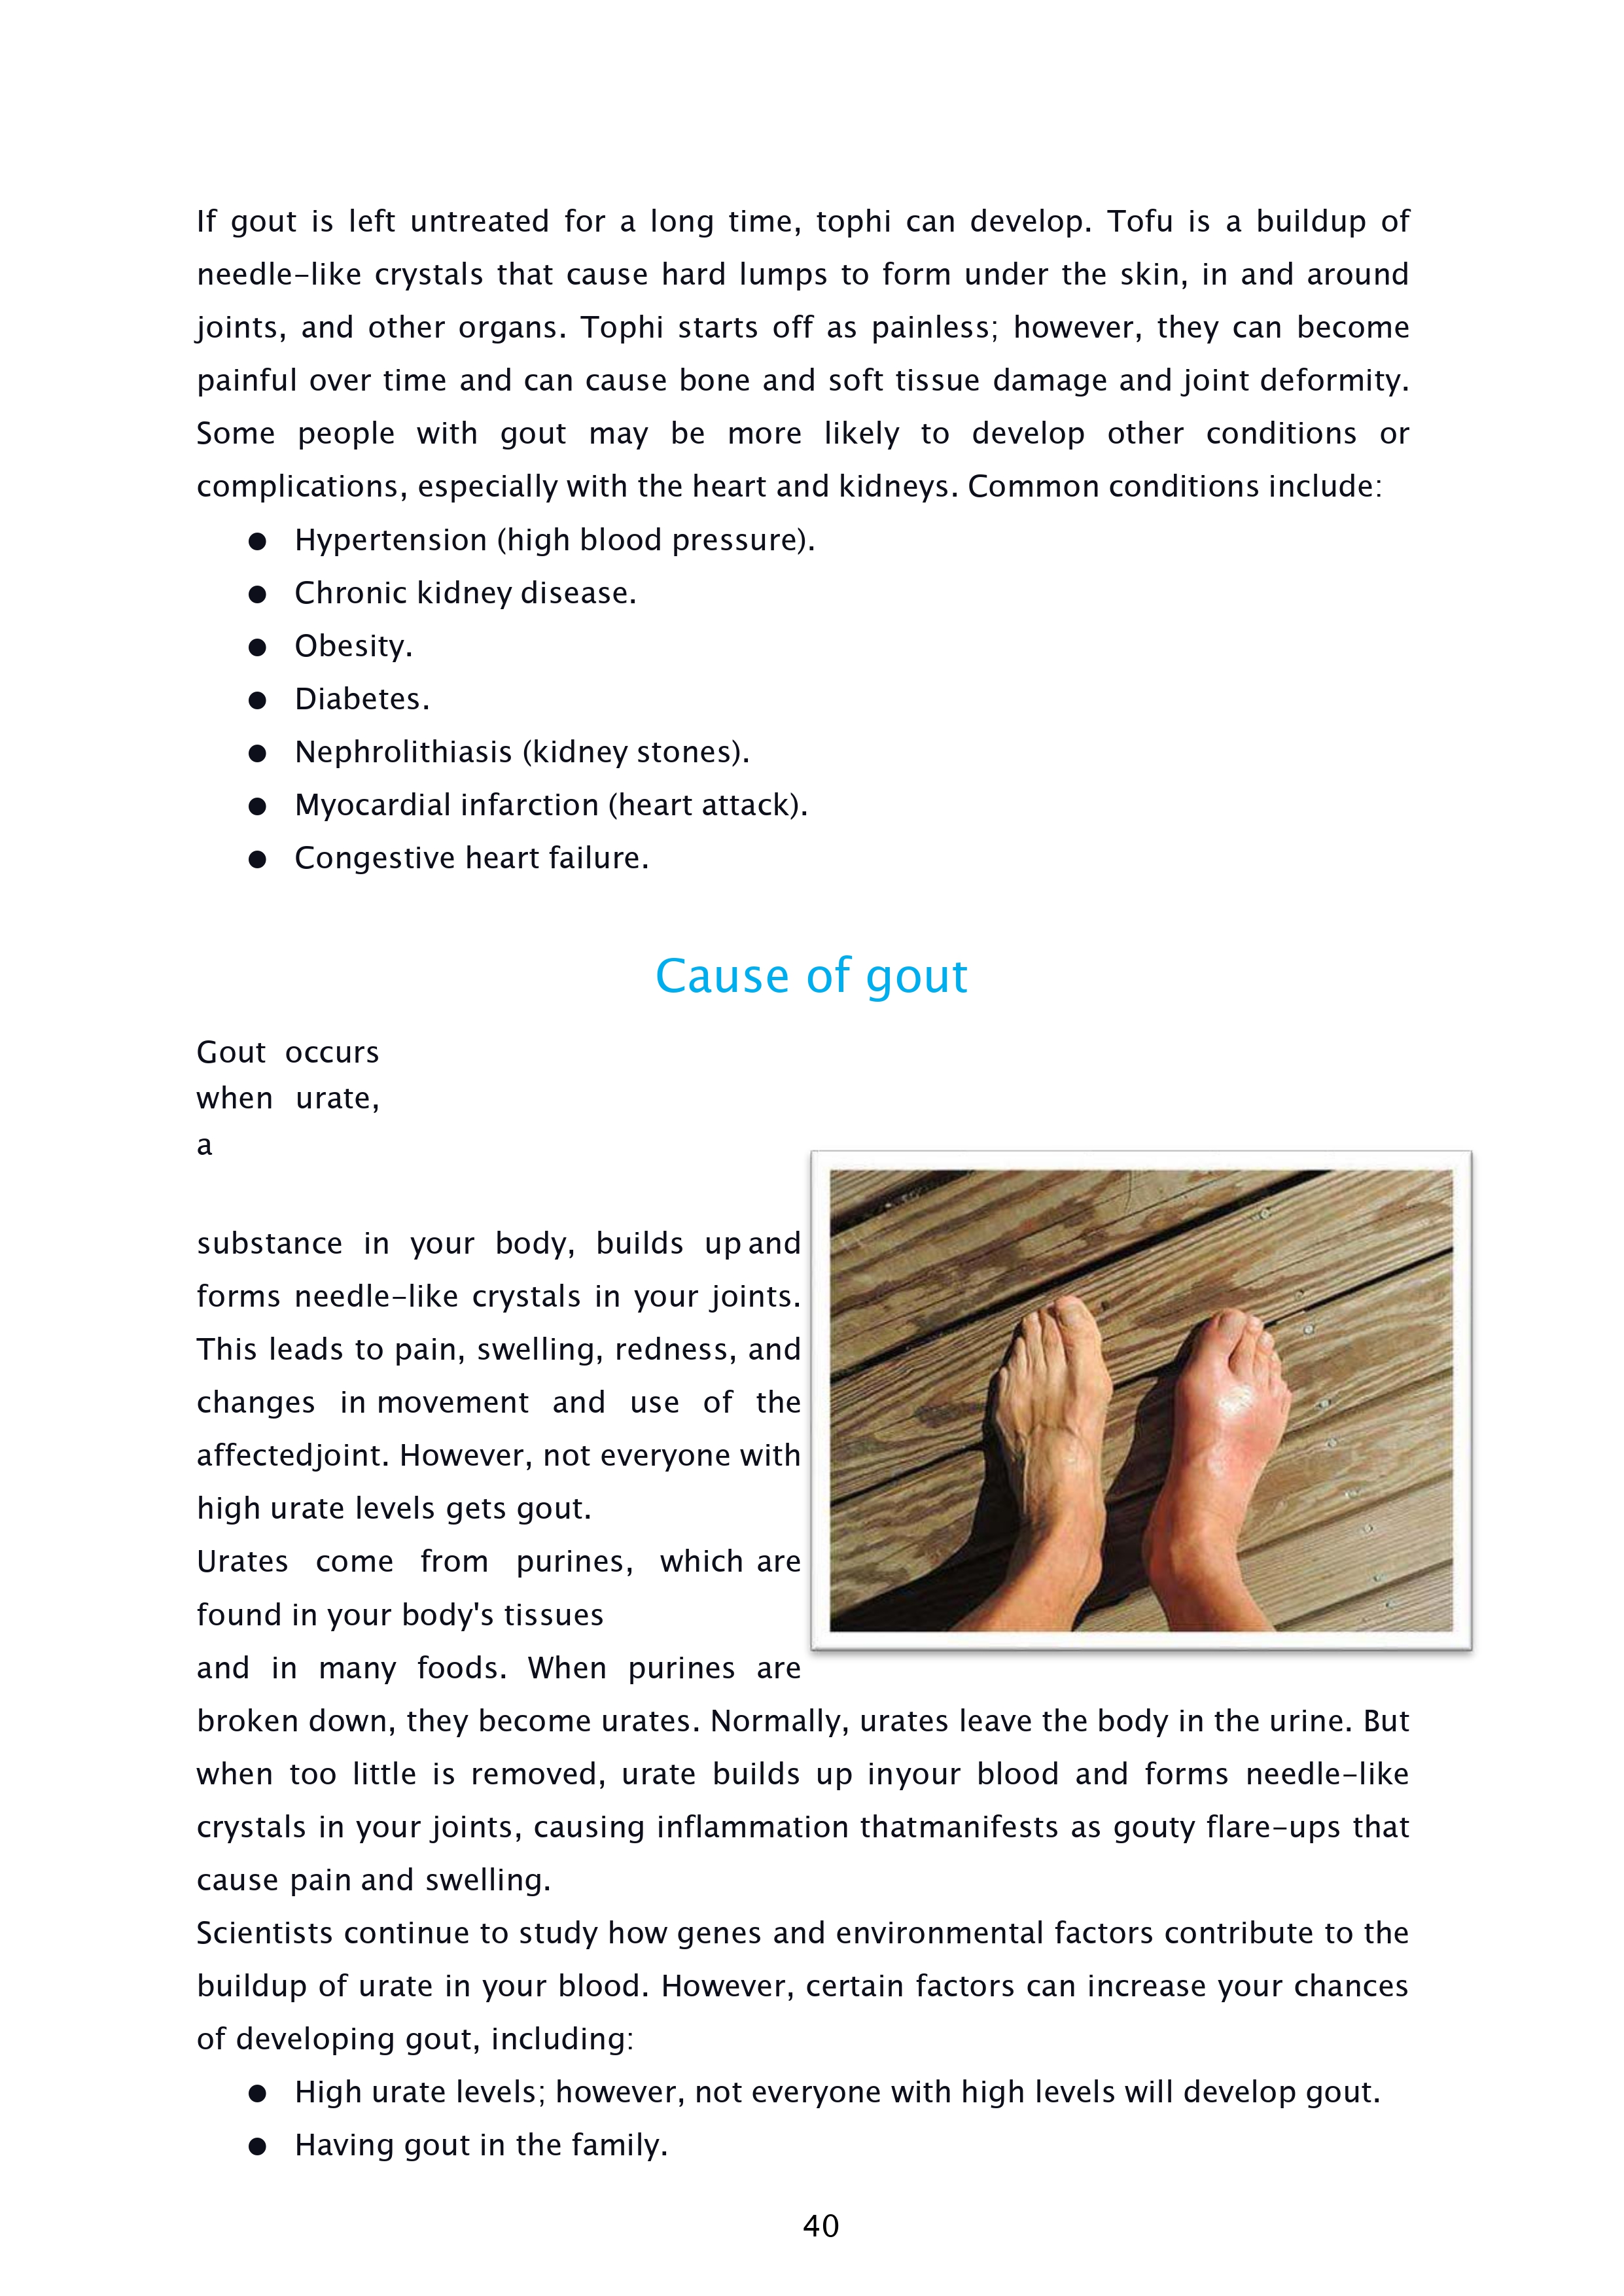 If gout is left untreated for a long time, tophi can develop. Tofu is a buildup of
needle-like crystals that cause hard lumps to form under the skin, in and around
joints, and other organs. Tophi starts off as painless; however, they can become
painful over time and can cause bone and soft tissue damage and joint deformity.
Some people with gout may be more likely to develop other conditions or
complications, especially with the heart and kidneys. Common conditions include:
● Hypertension (high blood pressure).
● Chronic kidney disease.
● Obesity.
● Diabetes.
● Nephrolithiasis (kidney stones).
● Myocardial infarction (heart attack).
● Congestive heart failure.
Cause of gout
Gout occurs
when urate,
a
substance in your body, builds up and
forms needle-like crystals in your joints.
This leads to pain, swelling, redness, and
changes in movement and use of the
affectedjoint. However, not everyone with
high urate levels gets gout.
Urates come from purines, which are
found in your body's tissues
and in many foods. When purines are
broken down, they become urates. Normally, urates leave the body in the urine. But
when too little is removed, urate builds up inyour blood and forms needle-like
crystals in your joints, causing inflammation thatmanifests as gouty flare-ups that
cause pain and swelling.
Scientists continue to study how genes and environmental factors contribute to the
buildup of urate in your blood. However, certain factors can increase your chances
of developing gout, including:
● High urate levels; however, not everyone with high levels will develop gout.
● Having gout in the family.
40